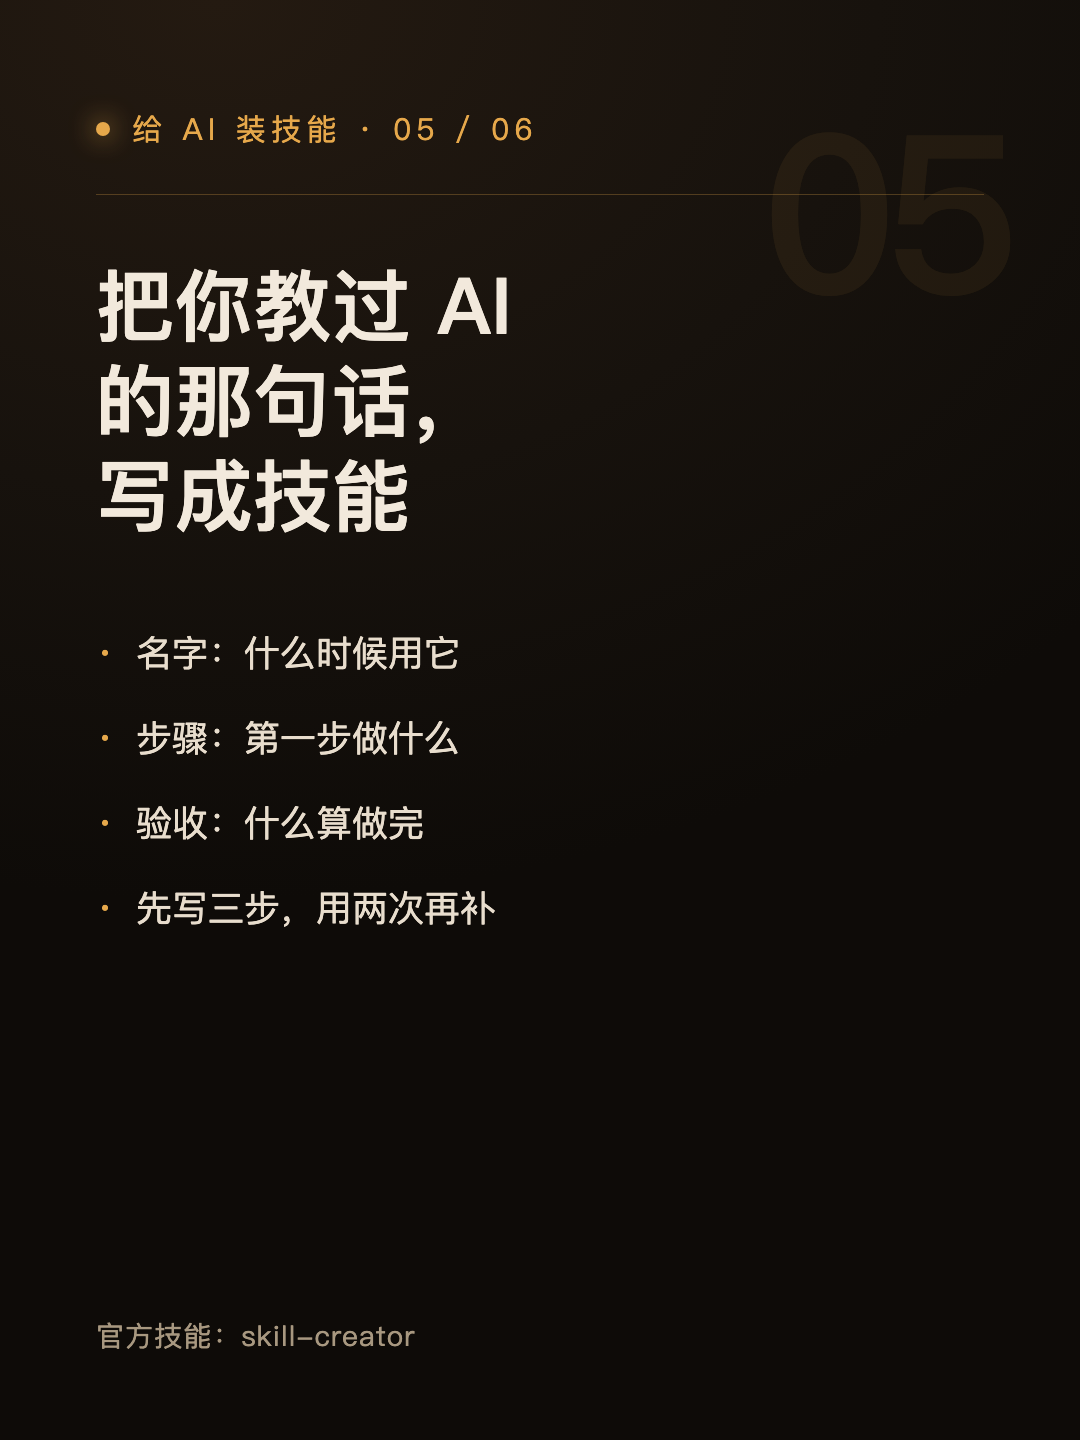 给 AI 装技能 · 05 / 06
05
把你教过 AI
的那句话，
写成技能
· 名字：什么时候用它
· 步骤：第一步做什么
· 验收：什么算做完
· 先写三步，用两次再补
官方技能：skill-creator